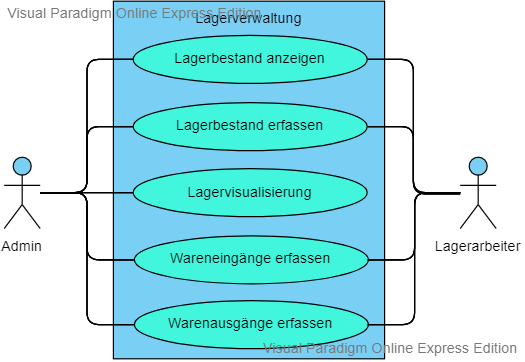 Visual Paradigm Online Express Edition
Lagerverwaltung
Lagerbestand anzeigen
Lagerbestand erfassen
Lagervisualisierung
Admin
Lagerarbeiter
Wareneingänge erfassen
Warenausgänge erfassen
Visual Paradigm Online Express Edition